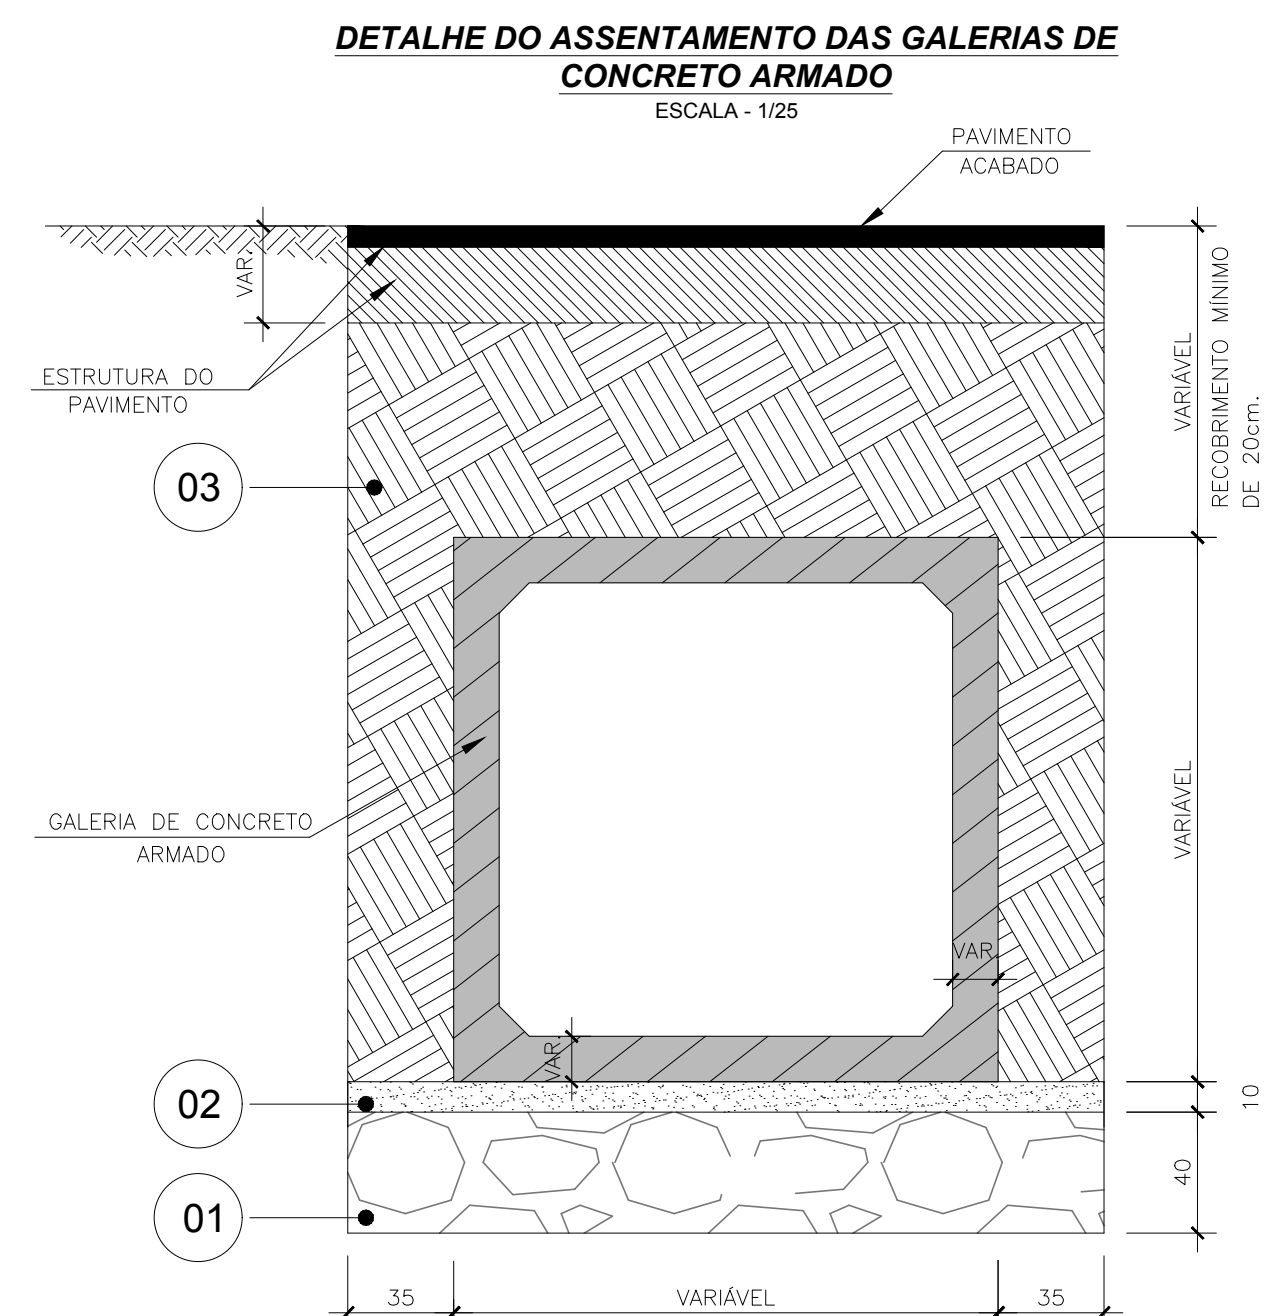 DETALHE DO ASSENTAMENTO DAS GALERIAS DE
CONCRETO ARMADO
ESCALA - 1/25
PAVIMENTO
ACABADO
VAR.
ESTRUTURA DO
PAVIMENTO
VARIÁVEL
RECOBRIMENTO MÍNIMO
DE 20cm.
03
GALERIA DE CONCRETO
ARMADO
VARIÁVEL
VAR.
VAR.
02
10
01
40
35
VARIÁVEL
35